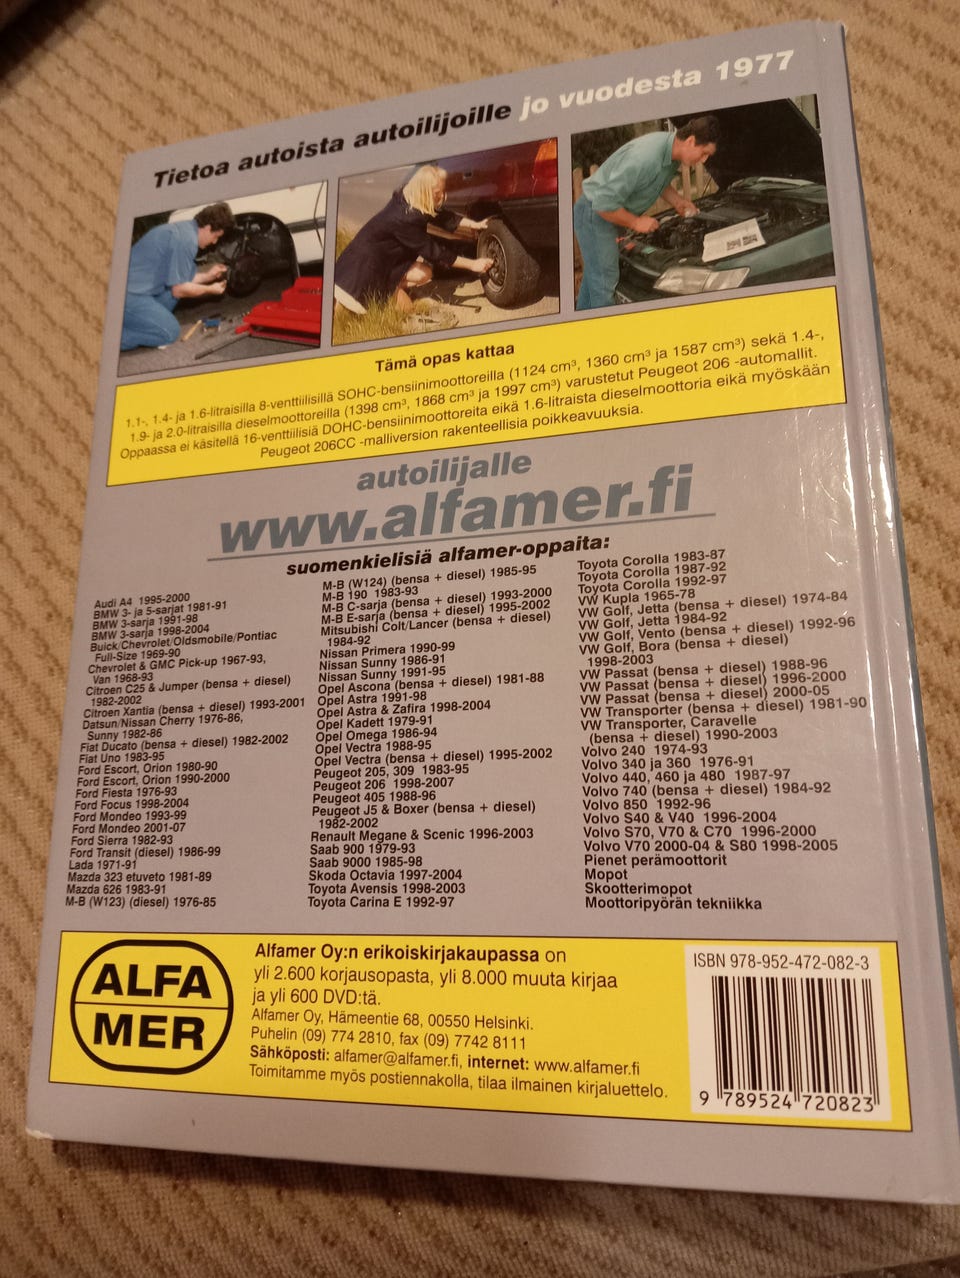 Tietoa autoista autoilijoille jo vuodesta 1977
Tämä opas kattaa
1.1-, 1.4- ja 1.6-litraisilla 8-venttiilisillä SOHC-bensiinimoottoreilla (1124 cm³, 1360 cm³ ja 1587 cm³) sekä 1.4-,
1.9- ja 2.0-litraisilla dieselmoottoreilla (1398 cm³, 1868 cm³ ja 1997 cm³) varustetut Peugeot 206 -automallit.
Oppaassa ei käsitellä 16-venttiilisiä DOHC-bensiinimoottoreita eikä 1.6-litraista dieselmoottoria eikä myöskään
Peugeot 206CC -malliversion rakenteellisia poikkeavuuksia.
autoilijalle
www.alfamer.fi
suomenkielisiä alfamer-oppaita:
Audi A4 1995-2000
BMW 3- ja 5-sarjat 1981-91
BMW 3-sarja 1991-98
BMW 3-sarja 1998-2004
Buick/Chevrolet/Oldsmobile/Pontiac
Full-Size 1969-90
Chevrolet & GMC Pick-up 1967-93,
Van 1968-93
Citroen C25 & Jumper (bensa + diesel)
1982-2002
Citroen Xantia (bensa + diesel) 1993-2001
Datsun/Nissan Cherry 1976-86,
Sunny 1982-86
Fiat Ducato (bensa + diesel) 1982-2002
Fiat Uno 1983-95
Ford Escort, Orion 1980-90
Ford Escort, Orion 1990-2000
Ford Fiesta 1976-93
Ford Focus 1998-2004
Ford Mondeo 1993-99
Ford Mondeo 2001-07
Ford Sierra 1982-93
Ford Transit (diesel) 1986-99
Lada 1971-91
Mazda 323 etuveto 1981-89
Mazda 626 1983-91
M-B (W123) (diesel) 1976-85
M-B (W124) (bensa + diesel) 1985-95
M-B 190 1983-93
M-B C-sarja (bensa + diesel) 1993-2000
M-B E-sarja (bensa + diesel) 1995-2002
Mitsubishi Colt/Lancer (bensa + diesel)
1984-92
Nissan Primera 1990-99
Nissan Sunny 1986-91
Nissan Sunny 1991-95
Opel Ascona (bensa + diesel) 1981-88
Opel Astra 1991-98
Opel Astra & Zafira 1998-2004
Opel Kadett 1979-91
Opel Omega 1986-94
Opel Vectra 1988-95
Opel Vectra (bensa + diesel) 1995-2002
Peugeot 205, 309 1983-95
Peugeot 206 1998-2007
Peugeot 405 1988-96
Peugeot J5 & Boxer (bensa + diesel)
1982-2002
Renault Megane & Scenic 1996-2003
Saab 900 1979-93
Saab 9000 1985-98
Skoda Octavia 1997-2004
Toyota Avensis 1998-2003
Toyota Carina E 1992-97
Toyota Corolla 1983-87
Toyota Corolla 1987-92
Toyota Corolla 1992-97
VW Kupla 1965-78
VW Golf, Jetta (bensa + diesel) 1974-84
VW Golf, Jetta 1984-92
VW Golf, Vento (bensa + diesel) 1992-96
VW Golf, Bora (bensa + diesel)
1998-2003
VW Passat (bensa + diesel) 1988-96
VW Passat (bensa + diesel) 1996-2000
VW Passat (bensa + diesel) 2000-05
VW Transporter (bensa + diesel) 1981-90
VW Transporter, Caravelle
(bensa + diesel) 1990-2003
Volvo 240 1974-93
Volvo 340 ja 360 1976-91
Volvo 440, 460 ja 480 1987-97
Volvo 740 (bensa + diesel) 1984-92
Volvo 850 1992-96
Volvo S40 & V40 1996-2004
Volvo S70, V70 & C70 1996-2000
Volvo V70 2000-04 & S80 1998-2005
Pienet perämoottorit
Mopot
Skootterimopot
Moottoripyörän tekniikka
ALFA
MER
Alfamer Oy:n erikoiskirjakaupassa on
yli 2.600 korjausopasta, yli 8.000 muuta kirjaa
ja yli 600 DVD:tä.
Alfamer Oy, Hämeentie 68, 00550 Helsinki.
Puhelin (09) 774 2810, fax (09) 7742 8111
Sähköposti: alfamer@alfamer.fi, internet: www.alfamer.fi
Toimitamme myös postiennakolla, tilaa ilmainen kirjaluettelo.
ISBN 978-952-472-082-3
9 789524 720823